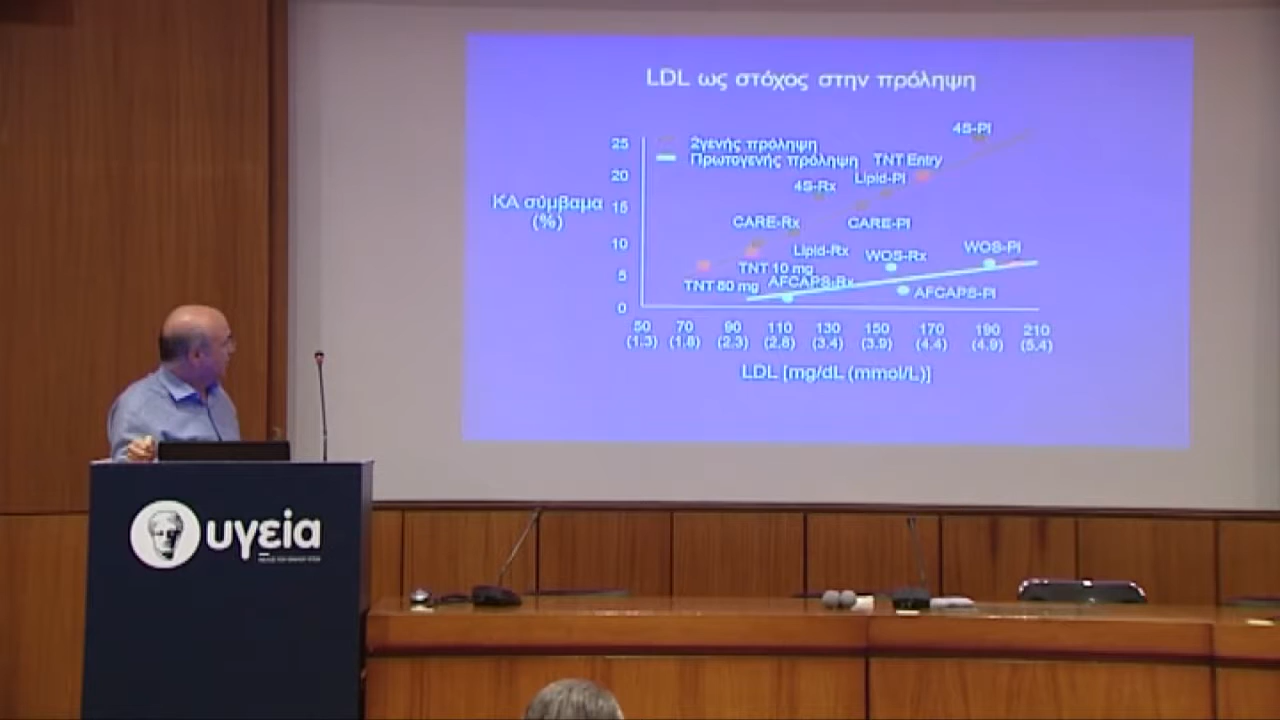 LDL ως στόχος στην πρόληψη
25
20
15
10
5
0
ΚΑ σύμβαμα
(%)
2γενής πρόληψη
Πρωτογενής πρόληψη
4S-Pl
TNT Entry
Lipid-Pl
4S-Rx
CARE-Rx
CARE-Pl
Lipid-Rx
WOS-Rx
WOS-Pl
TNT 10 mg
TNT 80 mg
AFCAPS-Rx
AFCAPS-Pl
50 70 90 110 130 150 170 190 210
(1.3) (1.8) (2.3) (2.8) (3.4) (3.9) (4.4) (4.9) (5.4)
LDL [mg/dL (mmol/L)]
υγεία